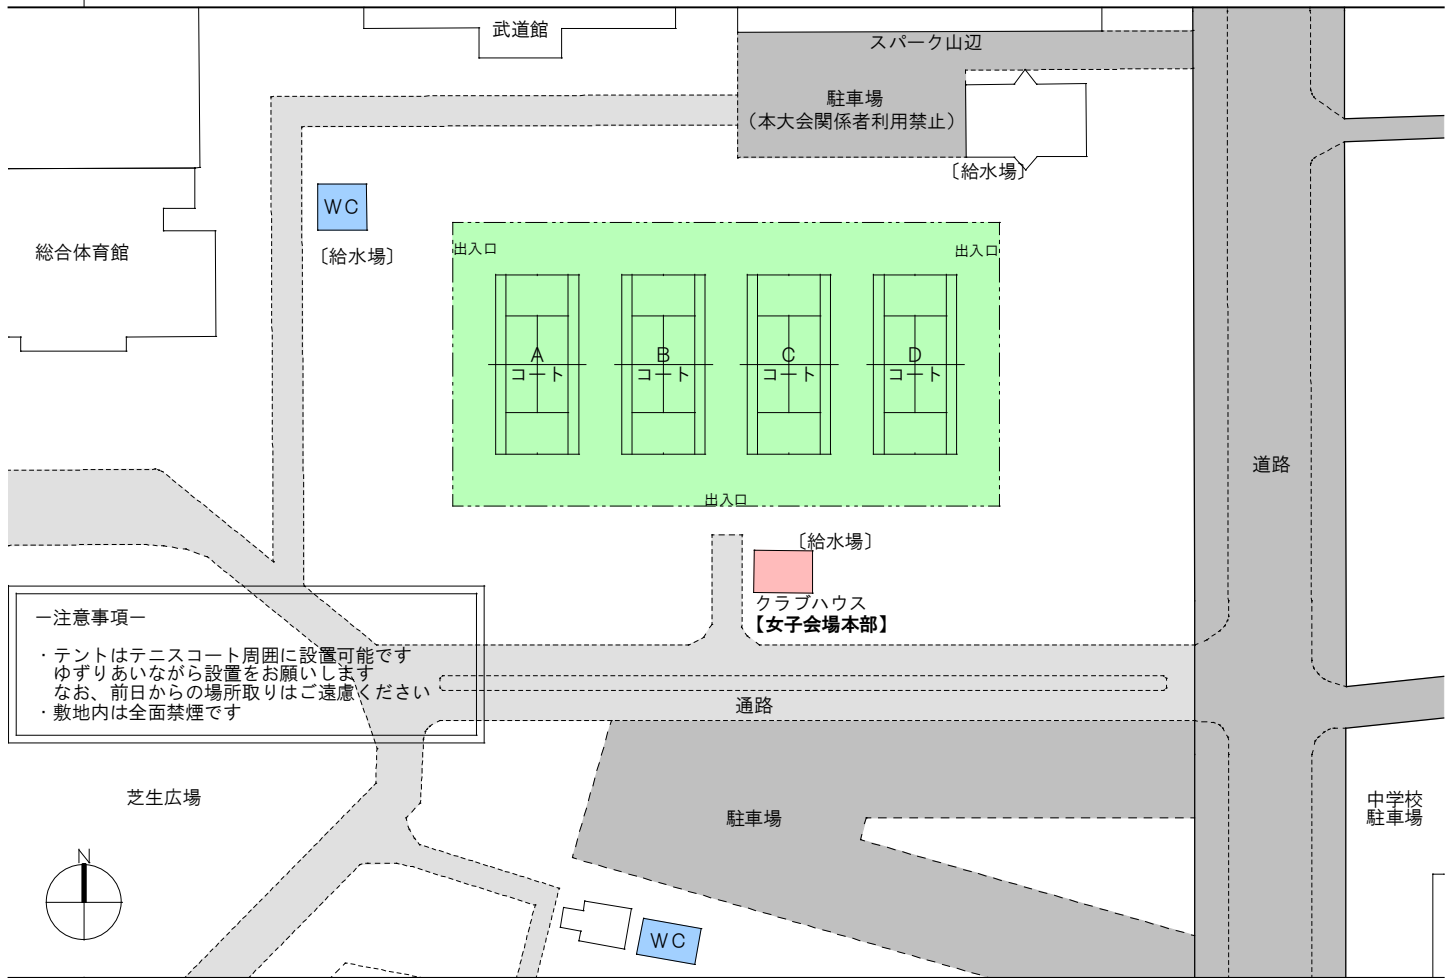 武道館
スパーク山辺
駐車場
（本大会関係者利用禁止）
〔給水場〕
WC
〔給水場〕
総合体育館
出入口
出入口
A
コート
B
コート
C
コート
D
コート
出入口
道路
〔給水場〕
クラブハウス
【女子会場本部】
－注意事項－
・テントはテニスコート周囲に設置可能です
ゆずりあいながら設置をお願いします
なお、前日からの場所取りはご遠慮ください
・敷地内は全面禁煙です
通路
芝生広場
駐車場
中学校
駐車場
N
WC